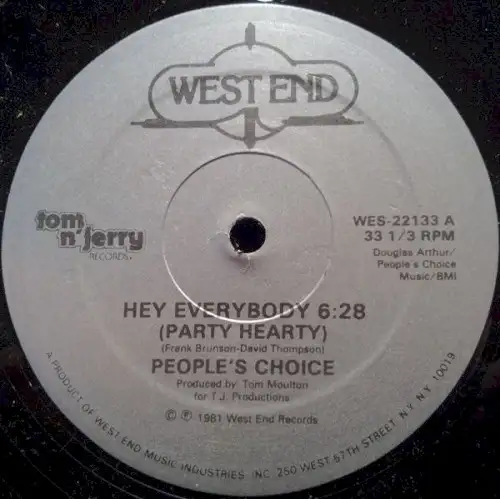 WEST END
tom
n' jerry
RECORDS
WES-22133 A
33 1/3 RPM
Douglas Arthur/
People's Choice
Music/BMI
HEY EVERYBODY 6:28
(PARTY HEARTY)
(Frank Brunson-David Thompson)
PEOPLE'S CHOICE
Produced by Tom Moulton
for T.J. Productions
© ℗ 1981 West End Records
A PRODUCT OF WEST END MUSIC INDUSTRIES INC. 250 WEST 57TH STREET, N.Y. N.Y. 10019